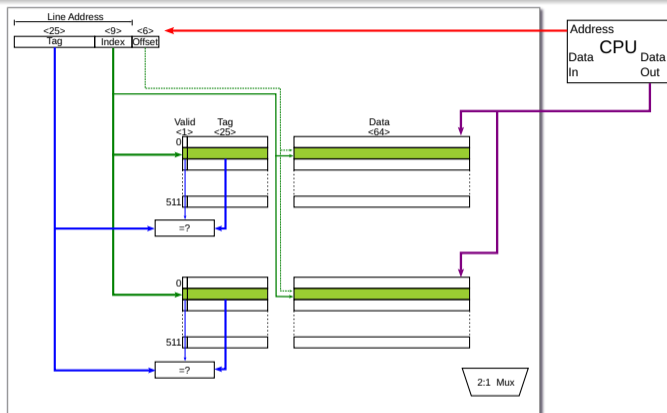 Line Address
<25> <9> <6>
Tag Index Offset
Address
CPU
Data In
Data Out
Valid <1>
Tag <25>
Data <64>
0
511
=?
0
511
=?
2:1 Mux